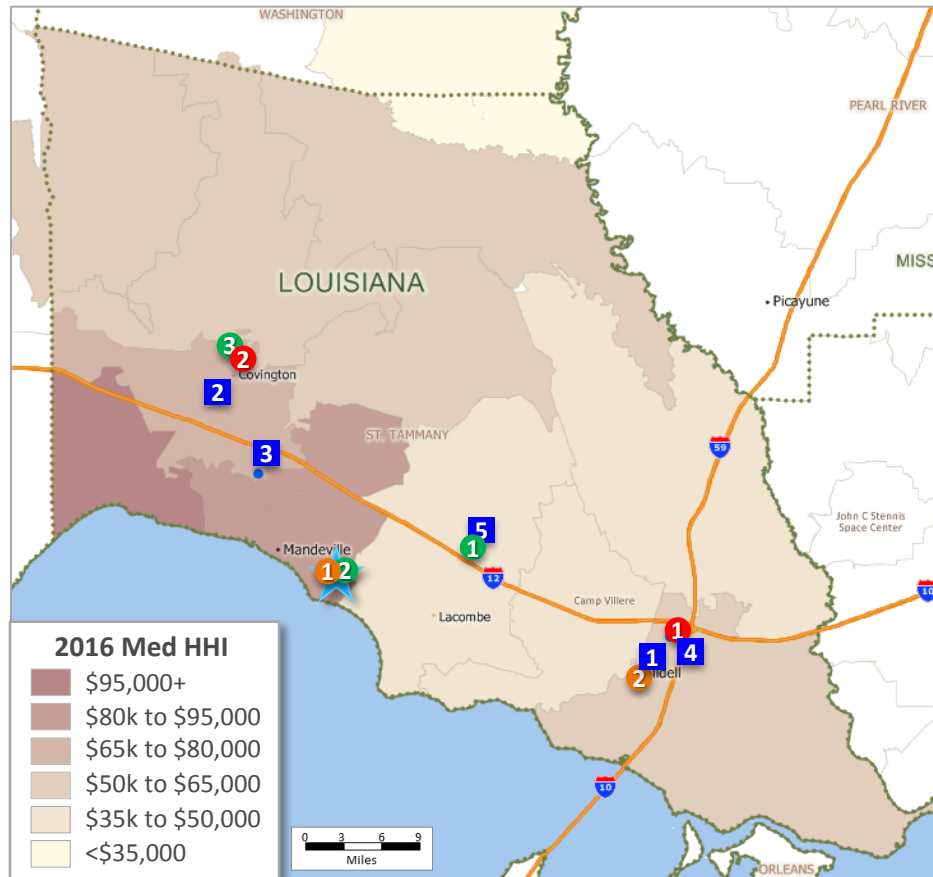 WASHINGTON
PEARL RIVER
LOUISIANA
MISS
Picayune
3
2
Covington
2
ST. TAMMANY
59
3
John C Stennis
Space Center
5
1
Mandeville
1 2
12
10
Camp Villere
Lacombe
1
1
4
2
lidell
10
2016 Med HHI
$95,000+
$80k to $95,000
$65k to $80,000
$50k to $65,000
$35k to $50,000
<$35,000
0 3 6 9
Miles
ORLEANS